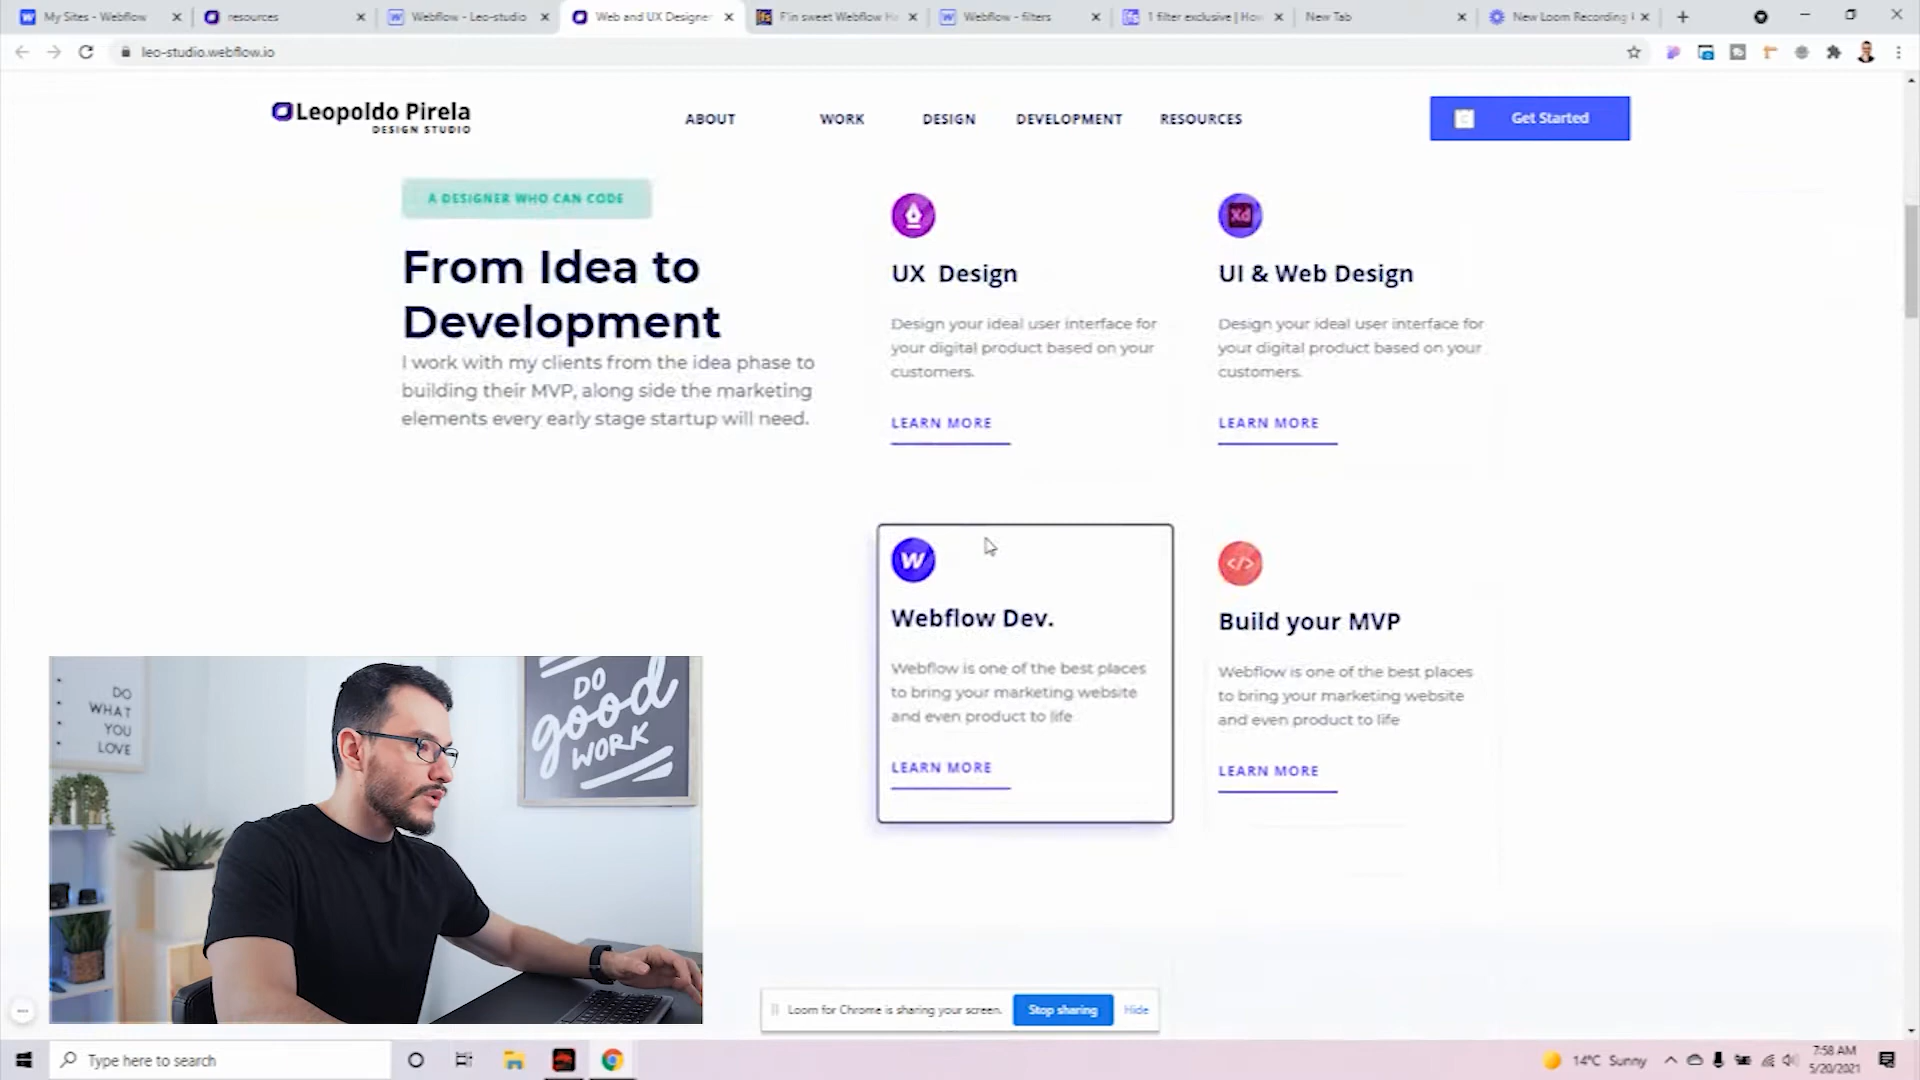 My Sites - Webflow
resources
Webflow - Leo-studio
Web and UX Designer
F'in sweet Webflow H
Webflow - filters
1 filter exclusive | How
New Tab
New Loom Recording
leo-studio.webflow.io
Leopoldo Pirela
DESIGN STUDIO
ABOUT
WORK
DESIGN
DEVELOPMENT
RESOURCES
Get Started
A DESIGNER WHO CAN CODE
From Idea to
Development
I work with my clients from the idea phase to
building their MVP, along side the marketing
elements every early stage startup will need.
UX Design
Design your ideal user interface for
your digital product based on your
customers.
LEARN MORE
Xd
UI & Web Design
Design your ideal user interface for
your digital product based on your
customers.
LEARN MORE
W
Webflow Dev.
Webflow is one of the best places
to bring your marketing website
and even product to life
LEARN MORE
</>
Build your MVP
Webflow is one of the best places
to bring your marketing website
and even product to life
LEARN MORE
DO
WHAT
YOU
LOVE
DO
good
WORK
Loom for Chrome is sharing your screen.
Stop sharing
Hide
Type here to search
14°C Sunny
7:58 AM
5/20/2021